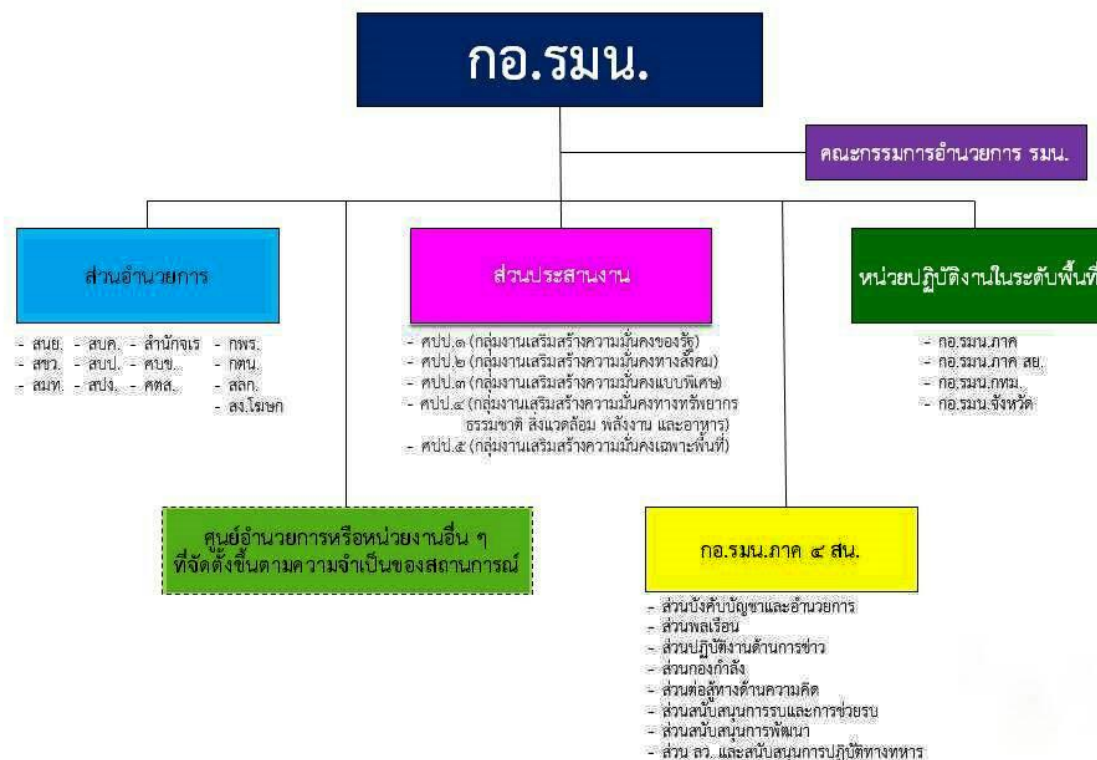 กอ.รมน.
คณะกรรมการอำนวยการ รมน.
ส่วนอำนวยการ
- สนย. - สบค. - สำนักจเร - กพร.
- สขว. - สบป. - ศบข. - กตน.
- สมท. - สปง. - ศตส. - สลก.
- สง.โฆษก
ส่วนประสานงาน
- ศปป.๑ (กลุ่มงานเสริมสร้างความมั่นคงของรัฐ)
- ศปป.๒ (กลุ่มงานเสริมสร้างความมั่นคงทางสังคม)
- ศปป.๓ (กลุ่มงานเสริมสร้างความมั่นคงแบบพิเศษ)
- ศปป.๔ (กลุ่มงานเสริมสร้างความมั่นคงทางทรัพยากร
ธรรมชาติ สิ่งแวดล้อม พลังงาน และอาหาร)
- ศปป.๕ (กลุ่มงานเสริมสร้างความมั่นคงเฉพาะพื้นที่)
หน่วยปฏิบัติงานในระดับพื้นที่
- กอ.รมน.ภาค
- กอ.รมน.ภาค สย.
- กอ.รมน.กทม.
- กอ.รมน.จังหวัด
ศูนย์อำนวยการหรือหน่วยงานอื่น ๆ
ที่จัดตั้งขึ้นตามความจำเป็นของสถานการณ์
กอ.รมน.ภาค ๔ สน.
- ส่วนบังคับบัญชาและอำนวยการ
- ส่วนพลเรือน
- ส่วนปฏิบัติงานด้านการข่าว
- ส่วนกองกำลัง
- ส่วนต่อสู้ทางด้านความคิด
- ส่วนสนับสนุนการรบและการช่วยรบ
- ส่วนสนับสนุนการพัฒนา
- ส่วน ลว. และสนับสนุนการปฏิบัติทางทหาร